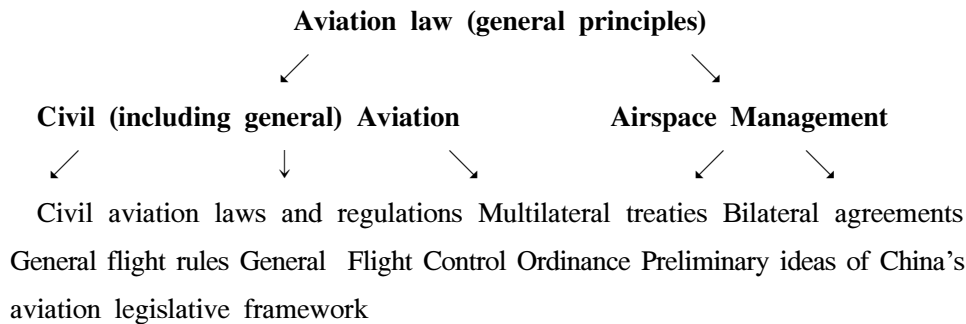 Aviation law (general principles)
Civil (including general) Aviation Airspace Management
Civil aviation laws and regulations Multilateral treaties Bilateral agreements
General flight rules General Flight Control Ordinance Preliminary ideas of China's
aviation legislative framework